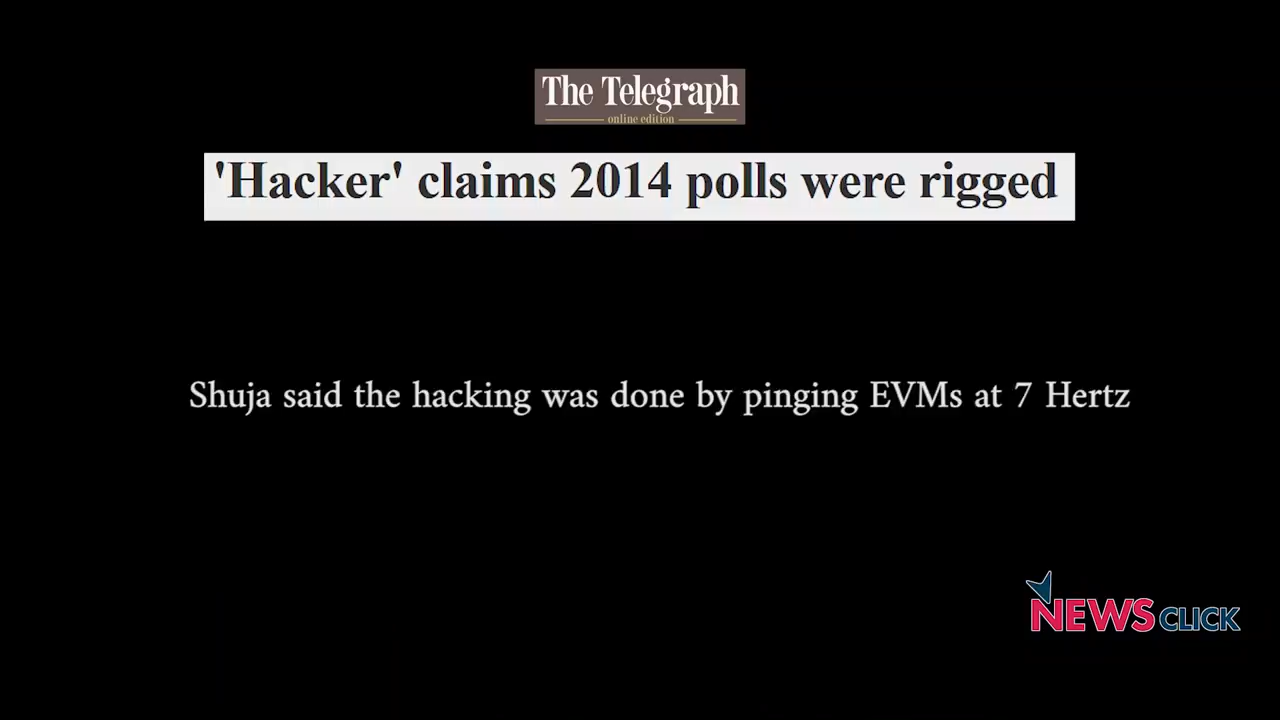 The Telegraph
online edition
'Hacker' claims 2014 polls were rigged
Shuja said the hacking was done by pinging EVMs at 7 Hertz
NEWSCLICK